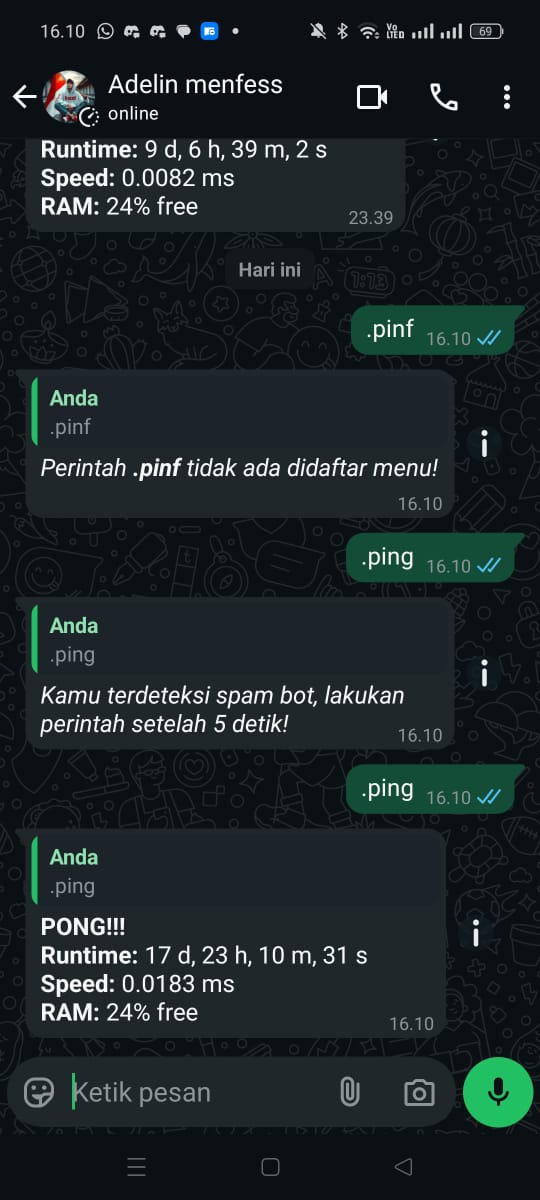 16.10
Vo
LTED
69
Adelin menfess
online
Runtime: 9 d, 6 h, 39 m, 2 s
Speed: 0.0082 ms
RAM: 24% free
23.39
Hari ini
.pinf 16.10
Anda
.pinf
Perintah .pinf tidak ada didaftar menu!
16.10
.ping 16.10
Anda
.ping
Kamu terdeteksi spam bot, lakukan
perintah setelah 5 detik!
16.10
.ping 16.10
Anda
.ping
PONG!!!
Runtime: 17 d, 23 h, 10 m, 31 s
Speed: 0.0183 ms
RAM: 24% free
16.10
Ketik pesan